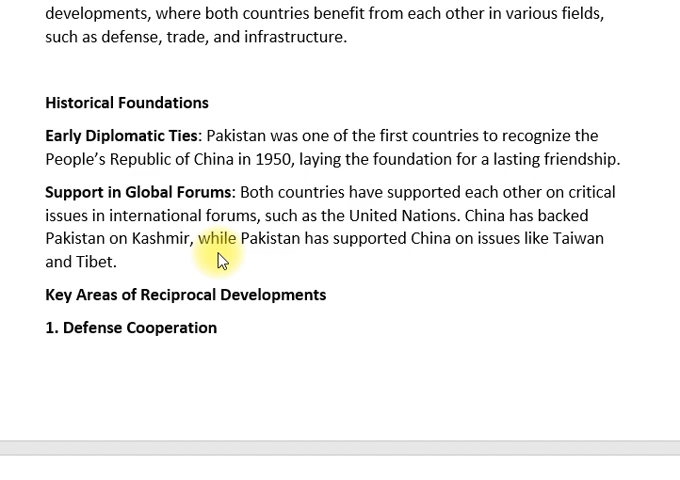 developments, where both countries benefit from each other in various fields,
such as defense, trade, and infrastructure.
Historical Foundations
Early Diplomatic Ties: Pakistan was one of the first countries to recognize the
People’s Republic of China in 1950, laying the foundation for a lasting friendship.
Support in Global Forums: Both countries have supported each other on critical
issues in international forums, such as the United Nations. China has backed
Pakistan on Kashmir, while Pakistan has supported China on issues like Taiwan
and Tibet.
Key Areas of Reciprocal Developments
1. Defense Cooperation